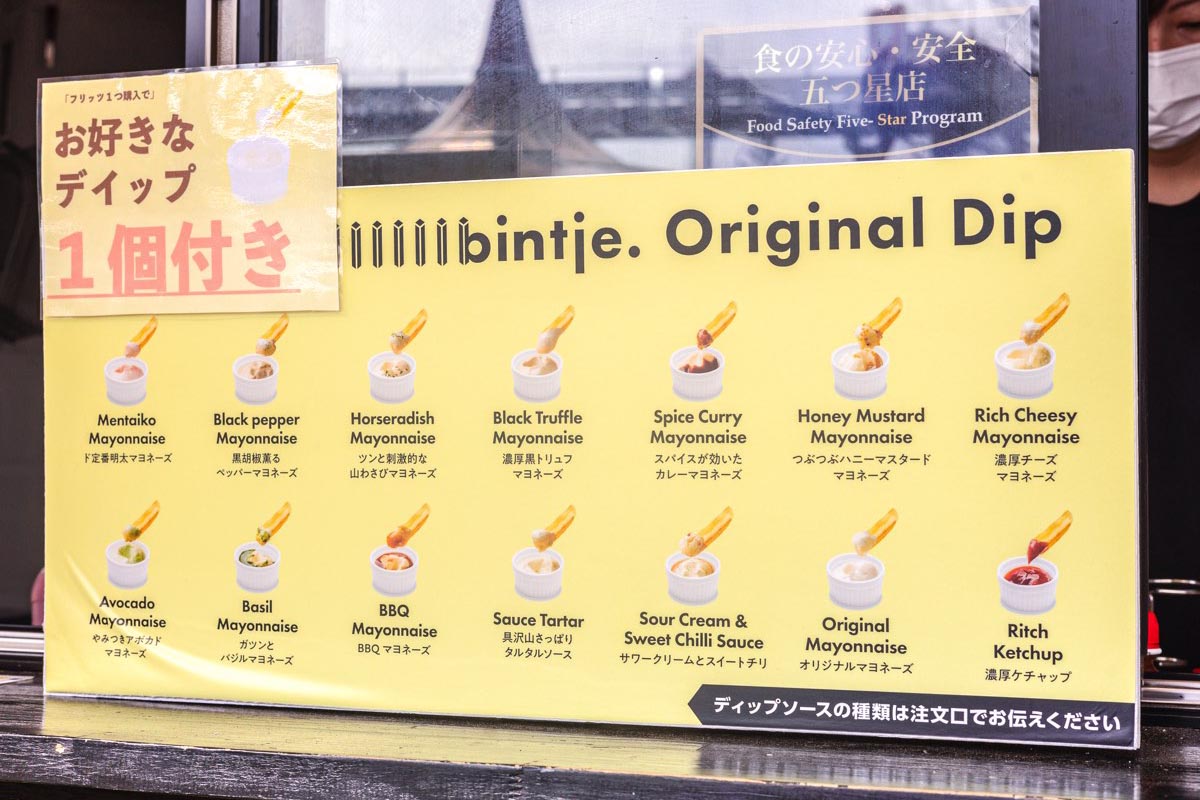 食の安心・安全
五つ星店
Food Safety Five-Star Program
「フリッツ1つ購入で」
お好きな
ディップ
1個付き
bintje. Original Dip
Mentaiko
Mayonnaise
ド定番明太マヨネーズ
Black pepper
Mayonnaise
黒胡椒薫る
ペッパーマヨネーズ
Horseradish
Mayonnaise
ツンと刺激的な
山わさびマヨネーズ
Black Truffle
Mayonnaise
濃厚黒トリュフ
マヨネーズ
Spice Curry
Mayonnaise
スパイスが効いた
カレーマヨネーズ
Honey Mustard
Mayonnaise
つぶつぶハニーマスタード
マヨネーズ
Rich Cheesy
Mayonnaise
濃厚チーズ
マヨネーズ
Avocado
Mayonnaise
やみつきアボカド
マヨネーズ
Basil
Mayonnaise
ガツンと
バジルマヨネーズ
BBQ
Mayonnaise
BBQ マヨネーズ
Sauce Tartar
具沢山さっぱり
タルタルソース
Sour Cream &
Sweet Chilli Sauce
サワークリームとスイートチリ
Original
Mayonnaise
オリジナルマヨネーズ
Ritch
Ketchup
濃厚ケチャップ
ディップソースの種類は注文口でお伝えください